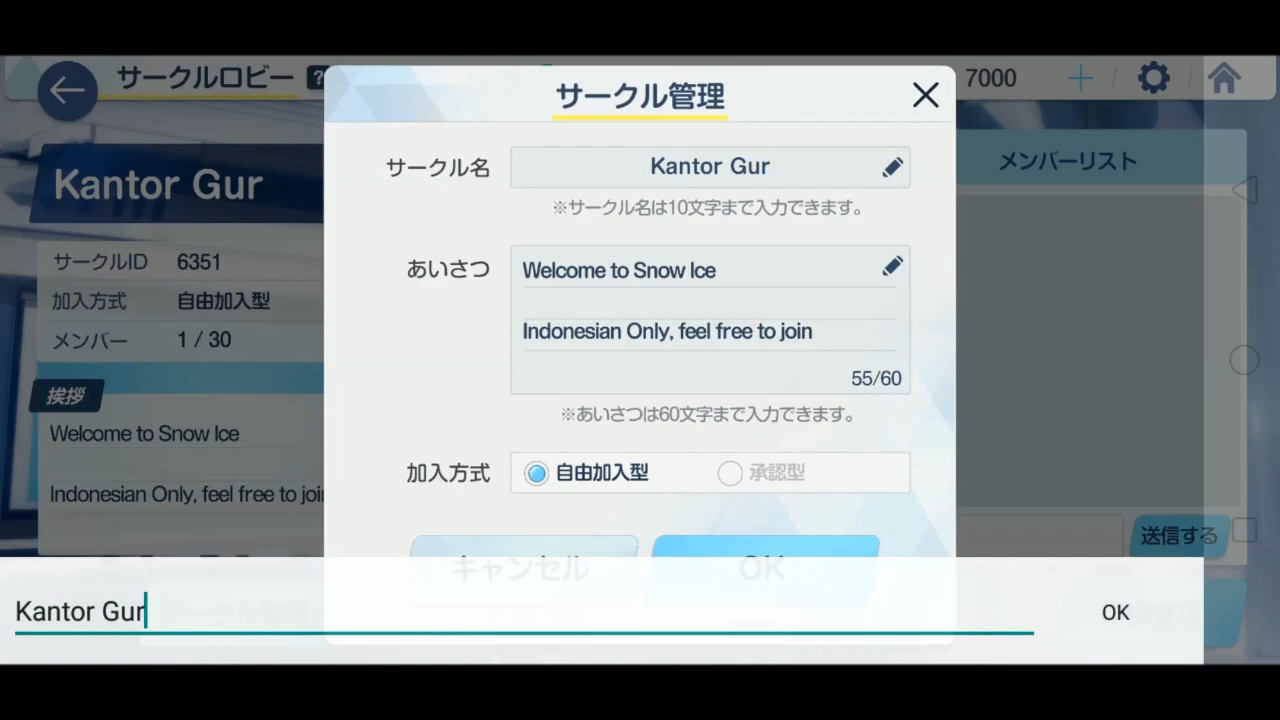 サークルロビー ?
7000
Kantor Gur
サークルID 6351
加入方式 自由加入型
メンバー 1 / 30
挨拶
Welcome to Snow Ice
Indonesian Only, feel free to joi
サークル管理
サークル名 Kantor Gur
※サークル名は10文字まで入力できます。
あいさつ
Welcome to Snow Ice
Indonesian Only, feel free to join
55/60
※あいさつは60文字まで入力できます。
加入方式 自由加入型 承認型
キャンセル OK
メンバーリスト
送信する
Kantor Gur
OK